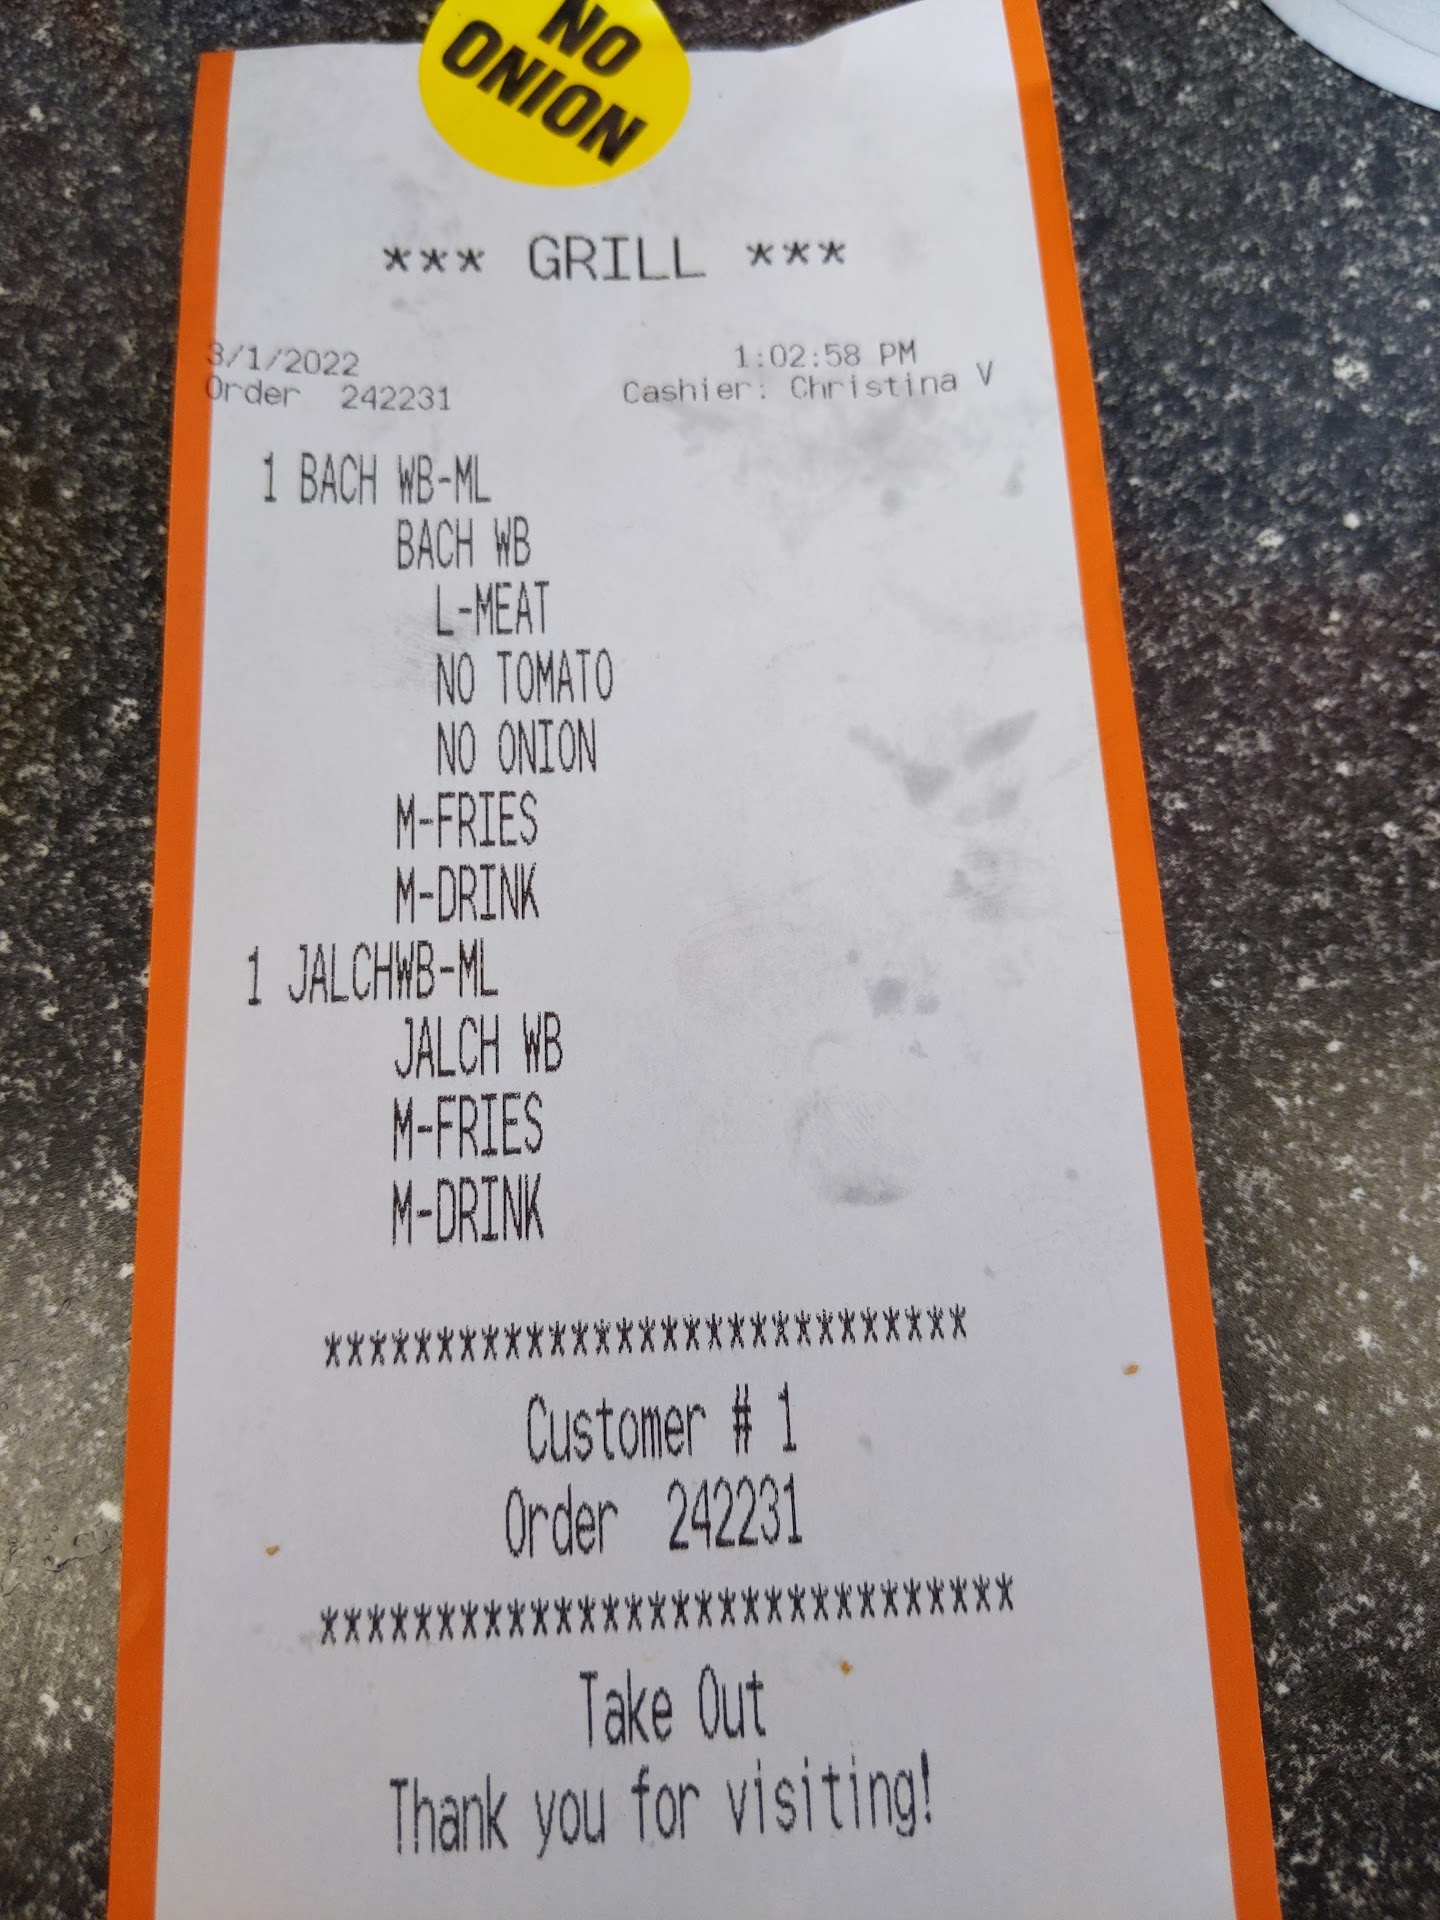 NO
ONION
*** GRILL ***
3/1/2022 1:02:58 PM
Order 242231 Cashier: Christina V
1 BACH WB-ML
BACH WB
L-MEAT
NO TOMATO
NO ONION
M-FRIES
M-DRINK
1 JALCHWB-ML
JALCH WB
M-FRIES
M-DRINK
*****************************
Customer # 1
Order 242231
******************************
Take Out
Thank you for visiting!